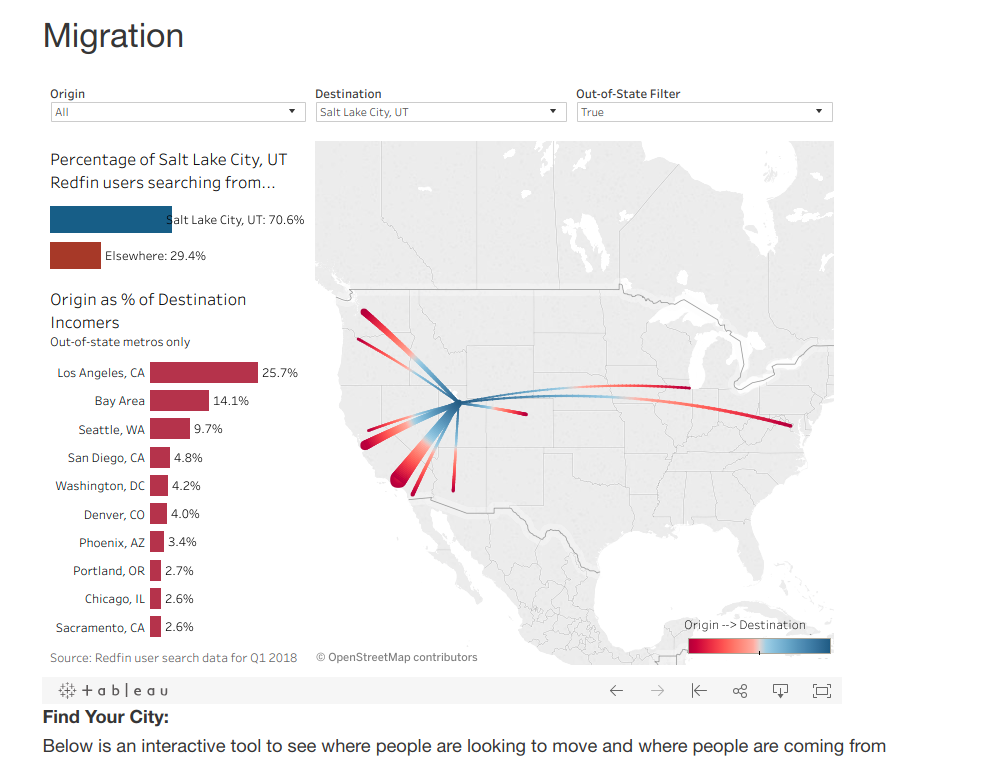 Migration
Origin
Destination
Out-of-State Filter
All
Salt Lake City, UT
True
Percentage of Salt Lake City, UT
Redfin users searching from...
Salt Lake City, UT: 70.6%
Elsewhere: 29.4%
Origin as % of Destination
Incomers
Out-of-state metros only
Los Angeles, CA 25.7%
Bay Area 14.1%
Seattle, WA 9.7%
San Diego, CA 4.8%
Washington, DC 4.2%
Denver, CO 4.0%
Phoenix, AZ 3.4%
Portland, OR 2.7%
Chicago, IL 2.6%
Sacramento, CA 2.6%
Source: Redfin user search data for Q1 2018
© OpenStreetMap contributors
Origin --> Destination
+ a b | e a u
Find Your City:
Below is an interactive tool to see where people are looking to move and where people are coming from